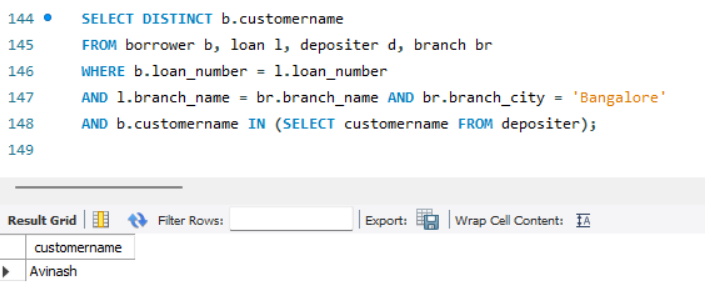 144 SELECT DISTINCT b.customername
145 FROM borrower b, loan l, depositer d, branch br
146 WHERE b.loan_number = l.loan_number
147 AND l.branch_name = br.branch_name AND br.branch_city = 'Bangalore'
148 AND b.customername IN (SELECT customername FROM depositer);
149
Result Grid Filter Rows: Export: Wrap Cell Content: IA
customername
Avinash